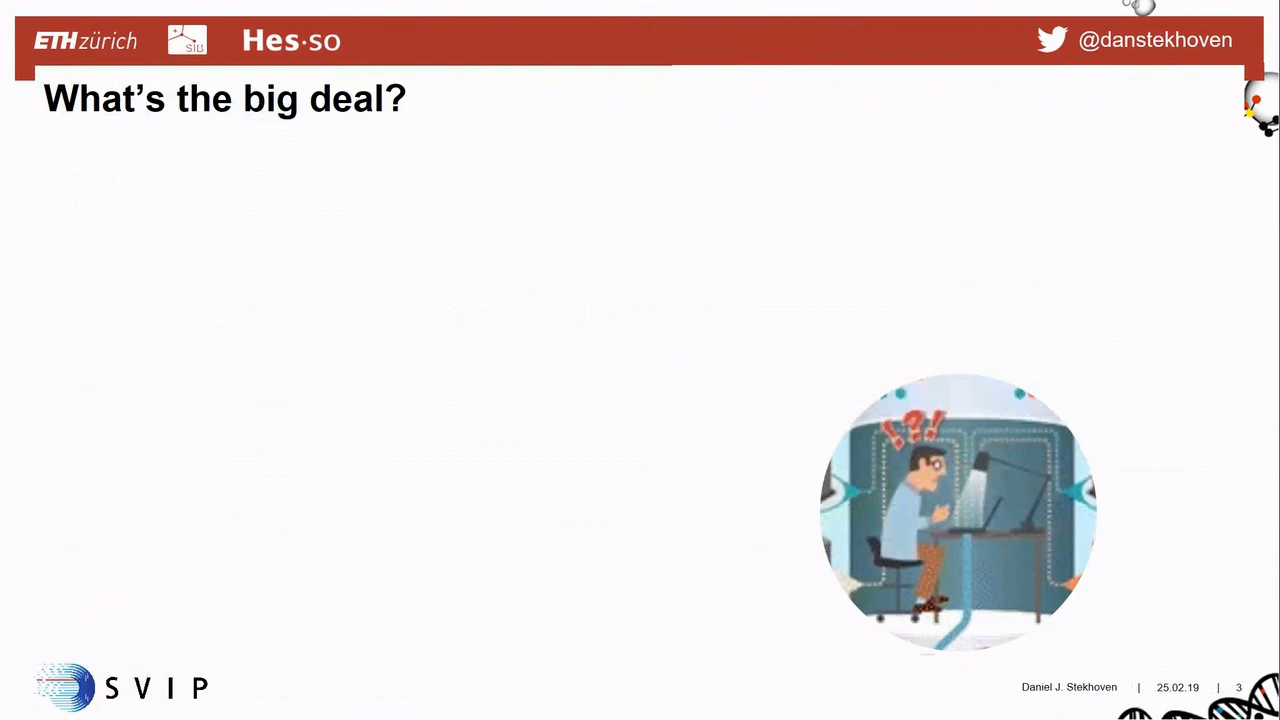 ETH zürich SIB Hes·so @danstekhoven
What's the big deal?
!?!
SVIP
Daniel J. Stekhoven | 25.02.19 | 3